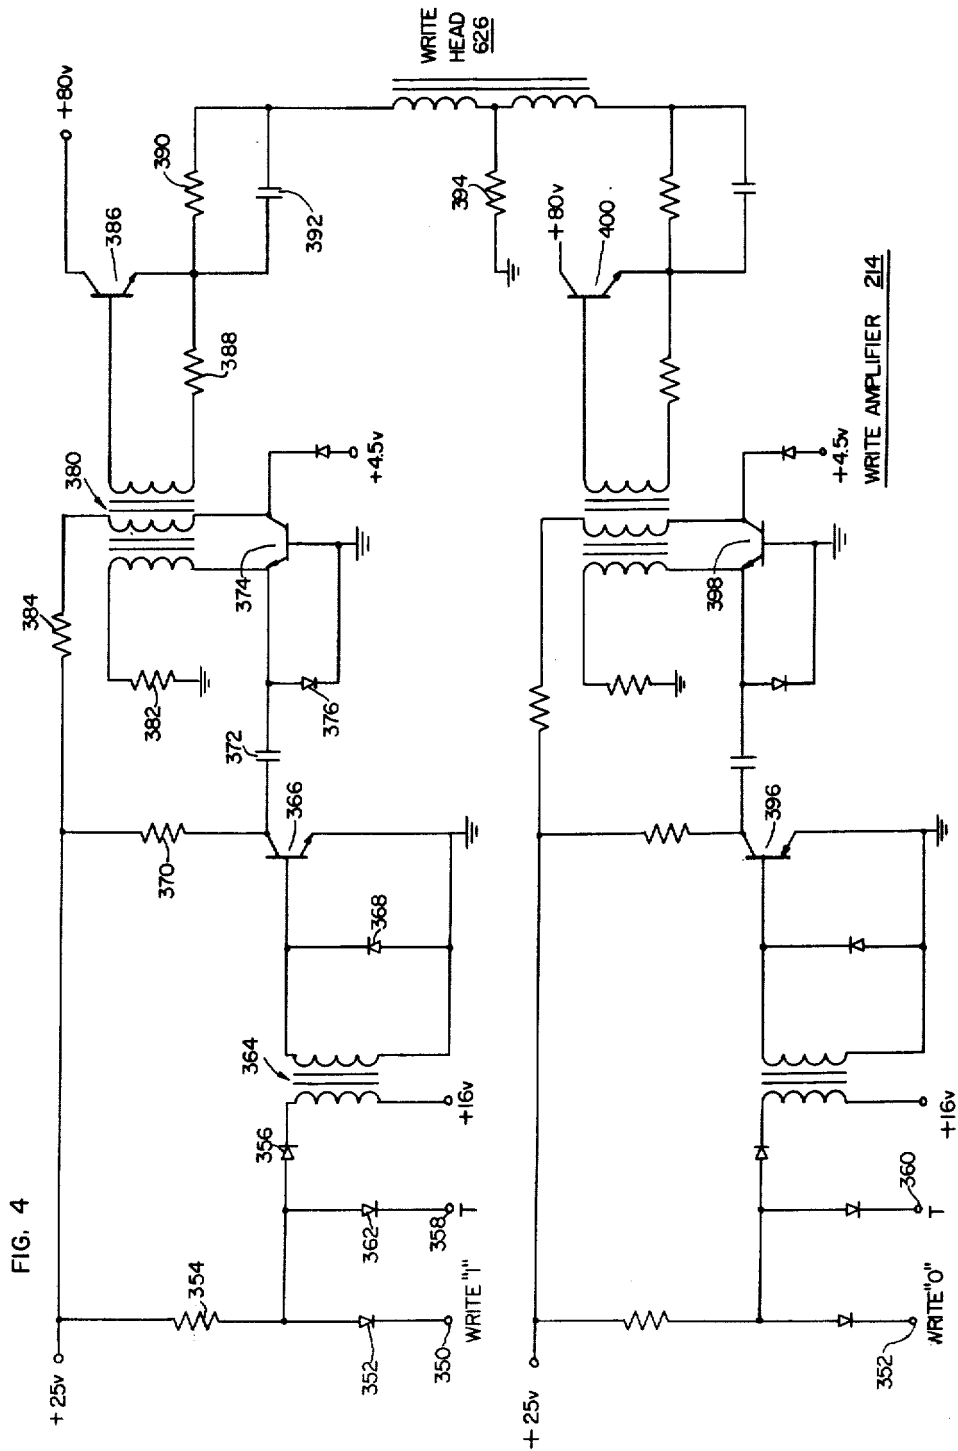 FIG. 4
+25v
354
352
350
WRITE "1"
362
358
T
356
364
+16v
368
370
366
372
376
374
382
384
380
+4.5v
388
386
+80v
390
392
394
WRITE
HEAD
626
+25v
352
WRITE "0"
360
T
+16v
396
398
+4.5v
+80v
400
WRITE AMPLIFIER 214